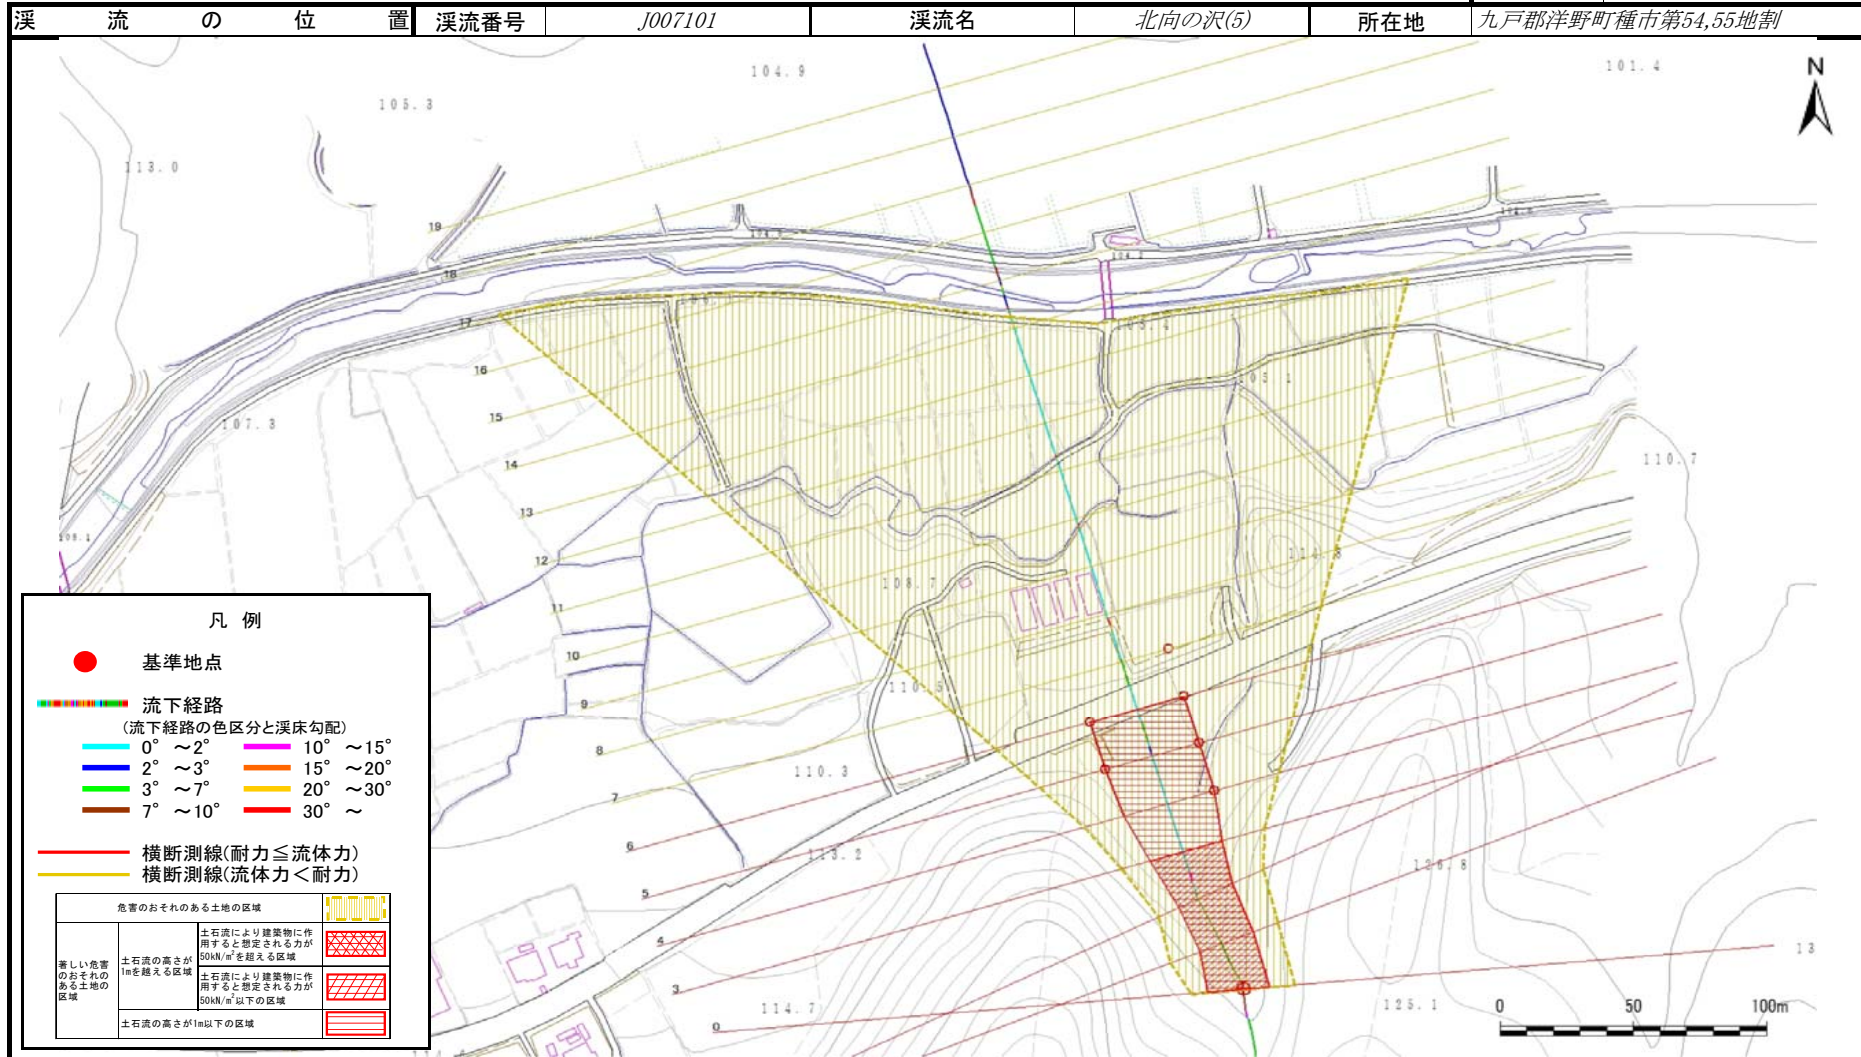 渓流の位置 渓流番号 J007101 渓流名 北向の沢(5) 所在地 九戸郡洋野町種市第54,55地割
104.9
101.4
N
105.3
113.0
19
18
17
16
105.1
15
107.3
14
110.7
13
12
108.7
11
10
110.5
9
8
110.3
7
6
113.2
126.8
5
4
13
3
114.7
125.1
0
0 50 100m
凡 例
基準地点
流下経路
(流下経路の色区分と渓床勾配)
0° ～2° 10° ～15°
2° ～3° 15° ～20°
3° ～7° 20° ～30°
7° ～10° 30° ～
横断測線(耐力≦流体力)
横断測線(流体力＜耐力)
危害のおそれのある土地の区域
著しい危害
のおそれの
ある土地の
区域
土石流の高さが
1mを越える区域
土石流により建築物に作
用すると想定される力が
50kN/m²を超える区域
土石流により建築物に作
用すると想定される力が
50kN/m²以下の区域
土石流の高さが1m以下の区域